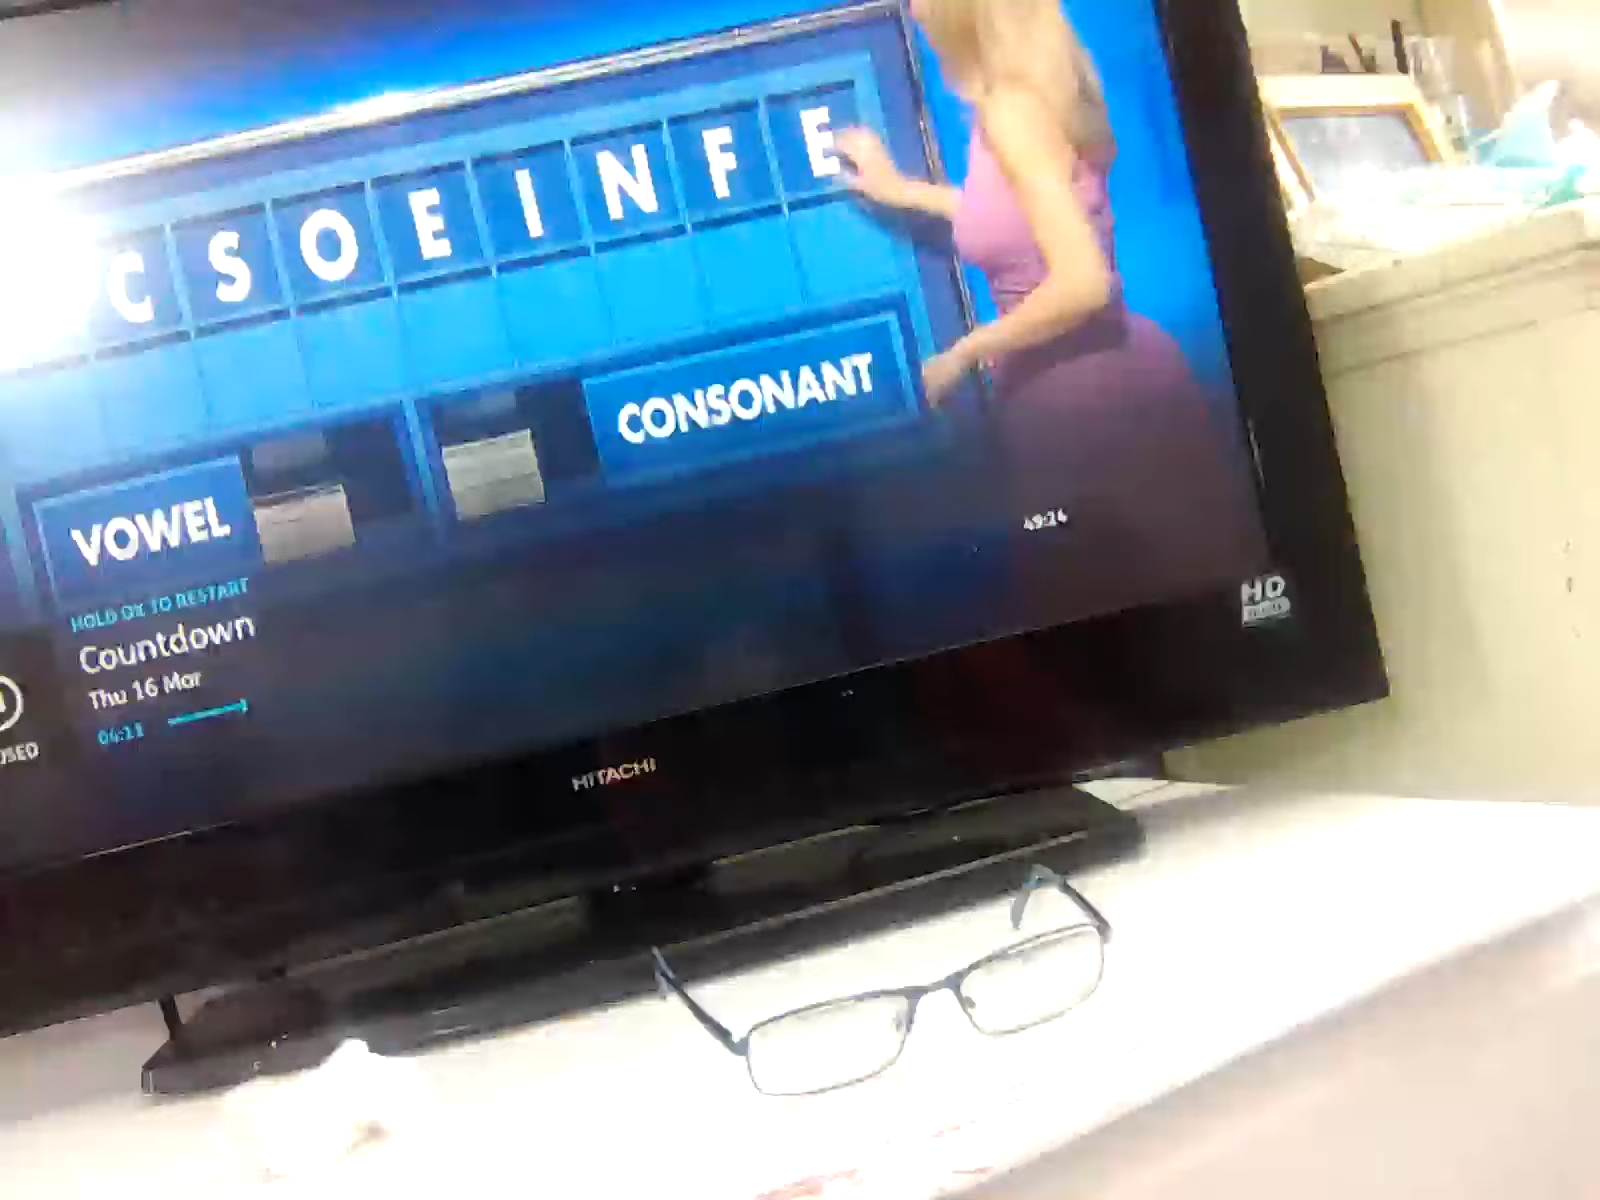 C S O E I N F E
CONSONANT
VOWEL
49:24
HOLD OK TO RESTART
Countdown
Thu 16 Mar
04:11
HD
HITACHI